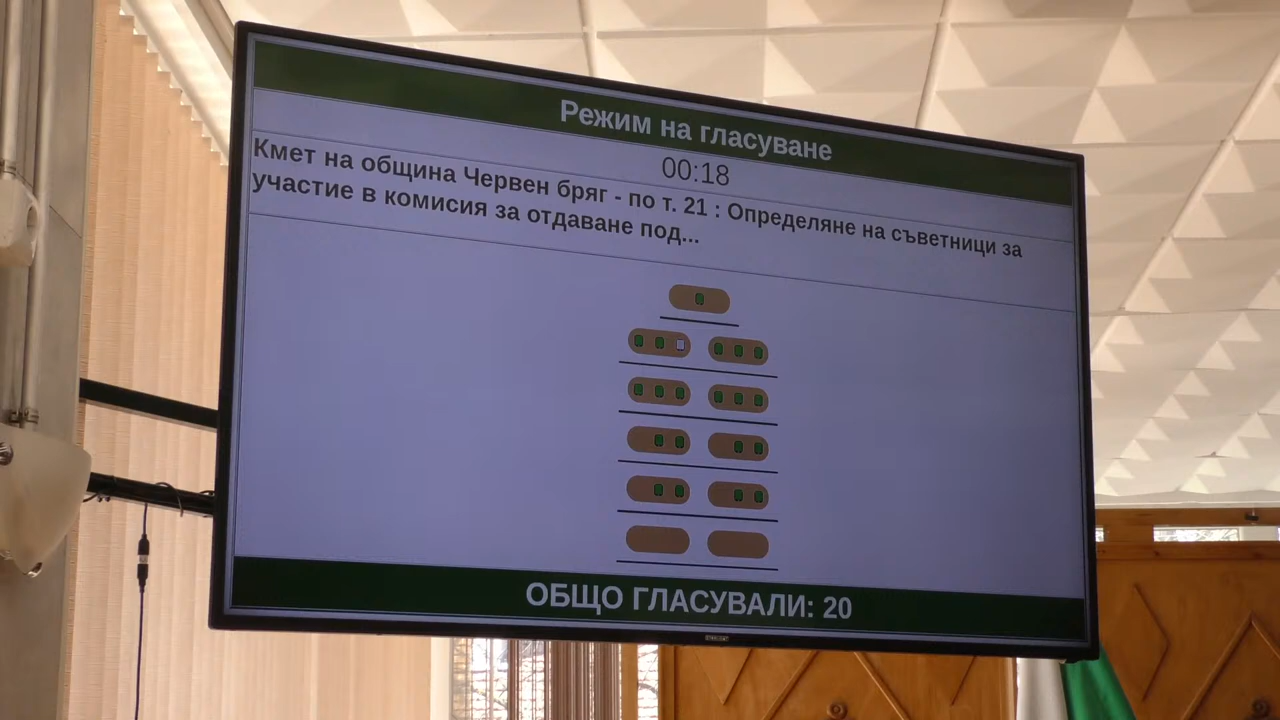 Режим на гласуване
00:18
Кмет на община Червен бряг - по т. 21 : Определяне на съветници за
участие в комисия за отдаване под...
ОБЩО ГЛАСУВАЛИ: 20